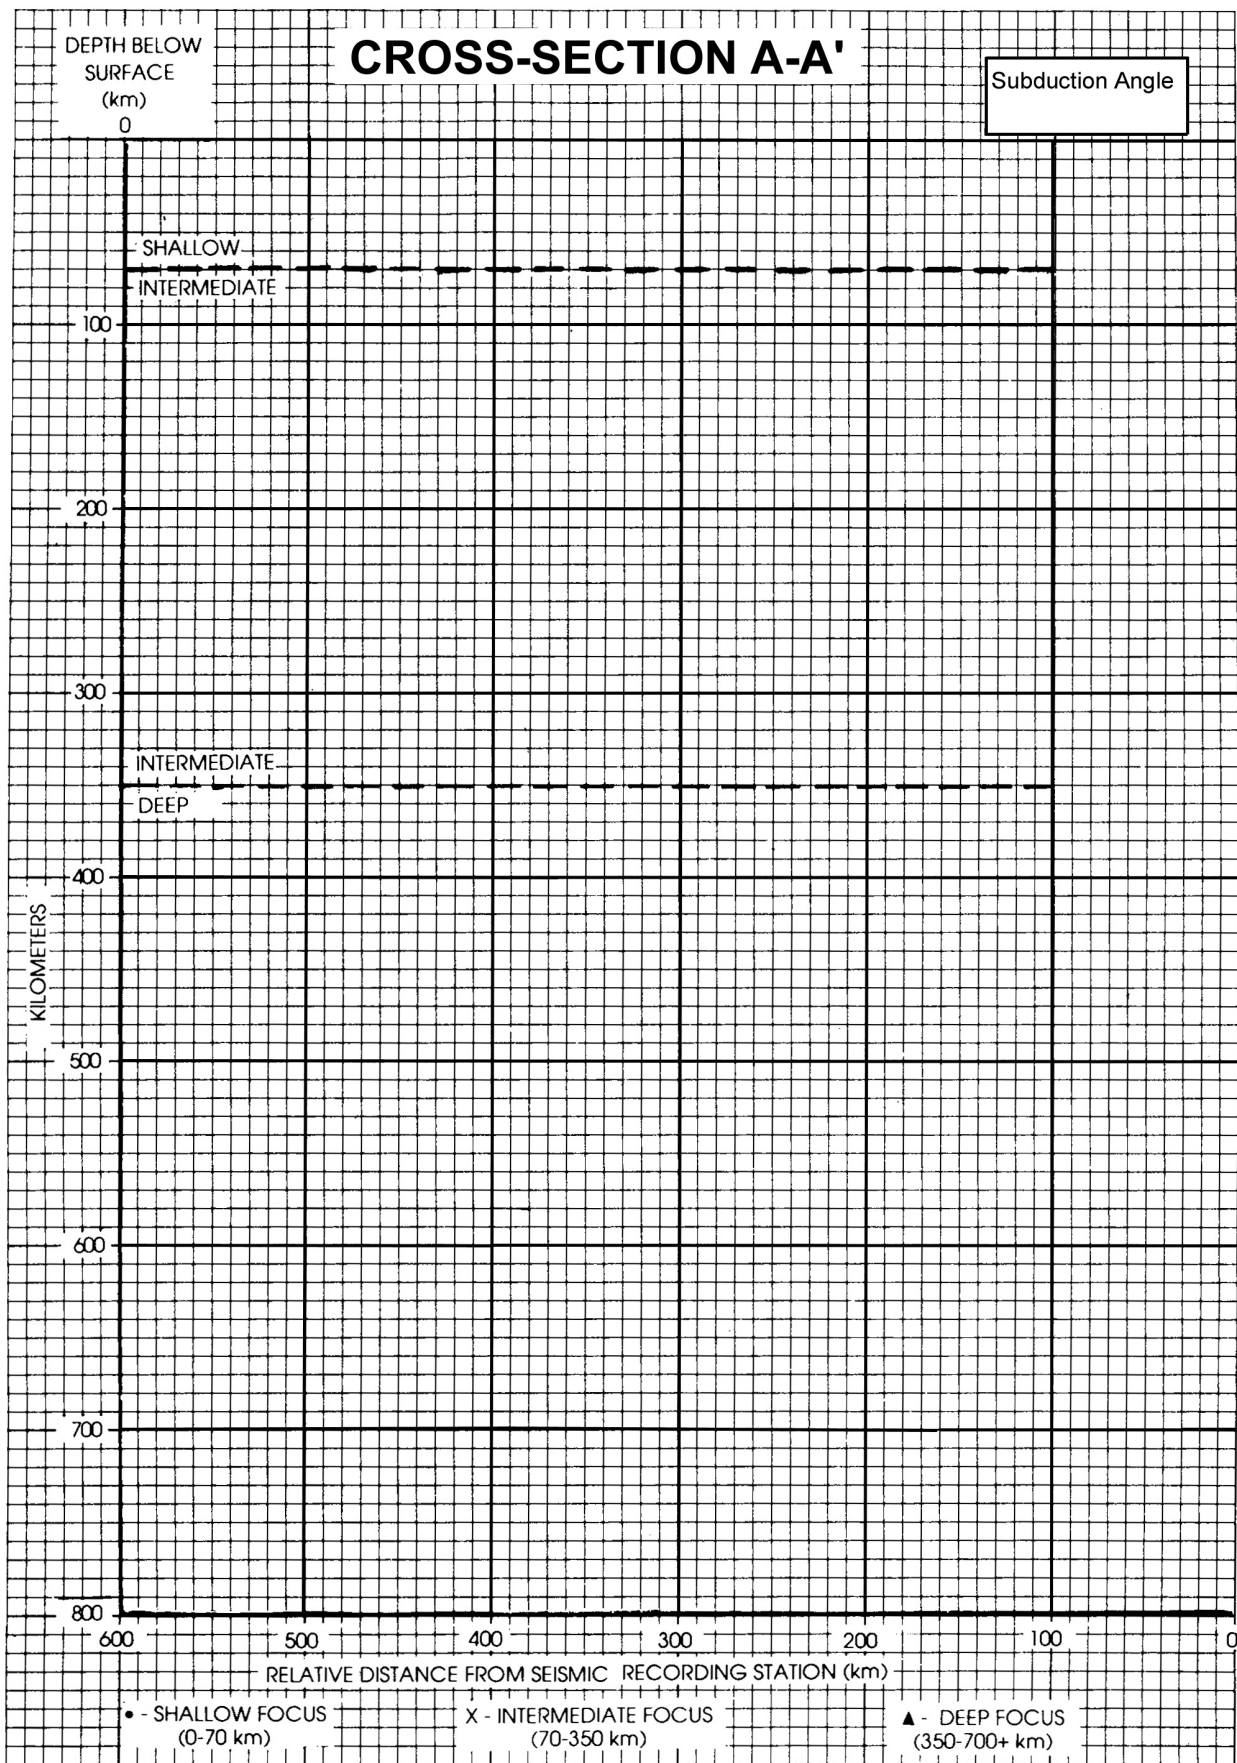 DEPTH BELOW
SURFACE
(km)
0
CROSS-SECTION A-A'
Subduction Angle
SHALLOW
INTERMEDIATE
100
200
300
INTERMEDIATE
DEEP
400
KILOMETERS
500
600
700
800
600 500 400 300 200 100 0
RELATIVE DISTANCE FROM SEISMIC RECORDING STATION (km)
● - SHALLOW FOCUS
(0-70 km)
X - INTERMEDIATE FOCUS
(70-350 km)
▲ - DEEP FOCUS
(350-700+ km)